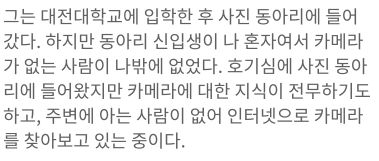 그는 대전대학교에 입학한 후 사진 동아리에 들어
갔다. 하지만 동아리 신입생이 나 혼자여서 카메라
가 없는 사람이 나밖에 없었다. 호기심에 사진 동아
리에 들어왔지만 카메라에 대한 지식이 전무하기도
하고, 주변에 아는 사람이 없어 인터넷으로 카메라
를 찾아보고 있는 중이다.